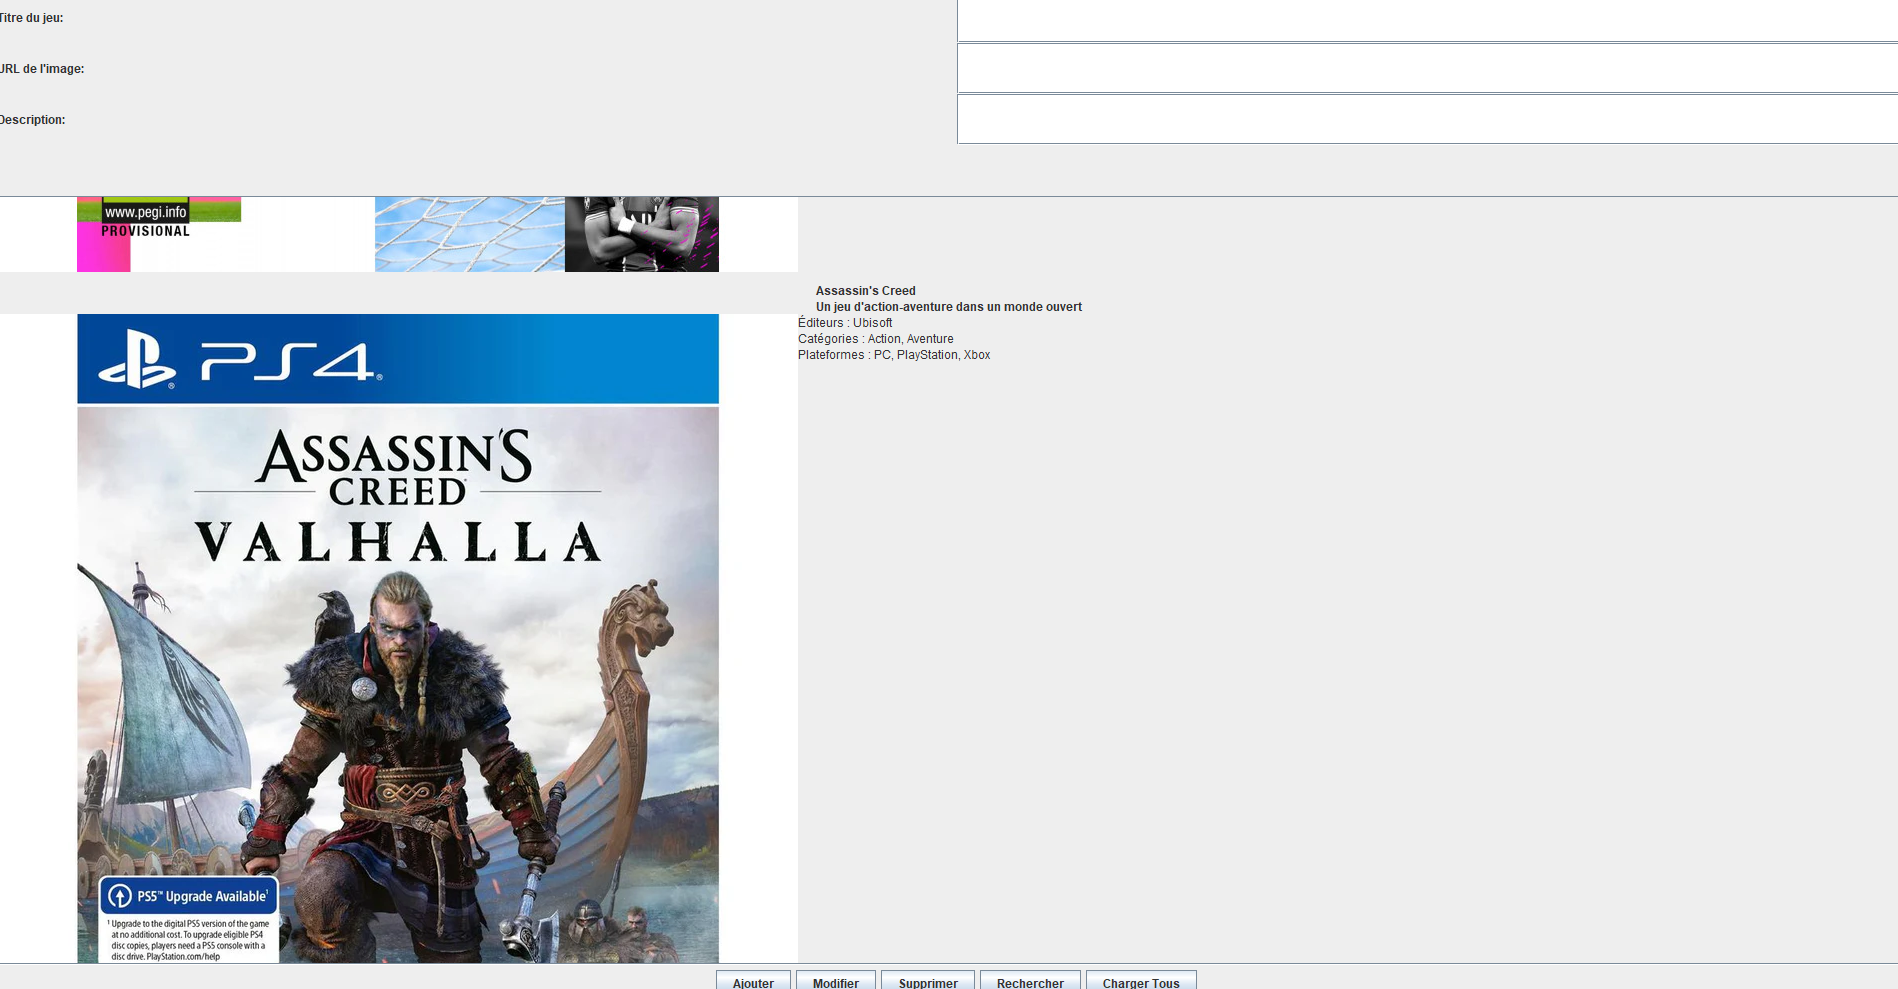 Titre du jeu:
URL de l'image:
Description:
www.pegi.info
PROVISIONAL
Assassin's Creed
Un jeu d'action-aventure dans un monde ouvert
Éditeurs : Ubisoft
Catégories : Action, Aventure
Plateformes : PC, PlayStation, Xbox
PS4
ASSASSIN'S
CREED
VALHALLA
PS5™ Upgrade Available¹
¹ Upgrade to the digital PS5 version of the game
at no additional cost. To upgrade eligible PS4
disc copies, players need a PS5 console with a
disc drive. PlayStation.com/help
Ajouter Modifier Supprimer Rechercher Charger Tous